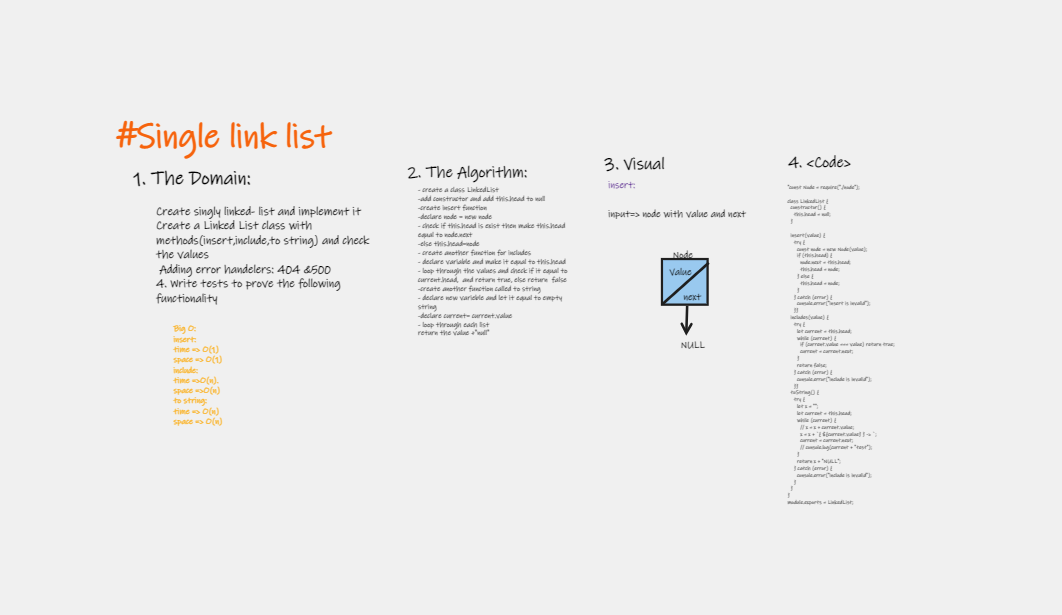 #Single link list
1. The Domain:
Create singly linked- list and implement it
Create a Linked List class with
methods(insert,include,to string) and check
the values
Adding error handelers: 404 &500
4. Write tests to prove the following
functionality
Big O:
insert:
time => O(1)
space => O(1)
include:
time =>O(n).
space =>O(n)
to string:
time => O(n)
space => O(n)
2. The Algorithm:
- create a class LinkedList
-add constructor and add this.head to null
-create insert function
-declare node = new node
- check if this.head is exist then make this.head
equal to node.next
-else this.head=node
- create another function for includes
- declare variable and make it equal to this.head
- loop through the values and check if it equal to
current.head, and return true, else return false
-create another function called to string
- declare new variable and let it equal to empty
string
-declare current= current.value
- loop through each list
return the value +"null"
3. Visual
insert:
input=> node with value and next
Node
Value
next
NULL
4. <Code>
"const Node = require("./node");
class LinkedList {
constructor() {
this.head = null;
}
insert(value) {
try {
const node = new Node(value);
if (this.head) {
node.next = this.head;
this.head = node;
} else {
this.head = node;
}
} catch (error) {
console.error("insert is invalid");
}}
includes(value) {
try {
let current = this.head;
while (current) {
if (current.value === value) return true;
current = current.next;
}
return false;
} catch (error) {
console.error("include is invalid");
}}
toString() {
try {
let s = "";
let current = this.head;
while (current) {
// s = s + current.value;
s = s + `{ ${current.value} } -> `;
current = current.next;
// console.log(current + "test");
}
return s + "NULL";
} catch (error) {
console.error("include is invalid");
}
}
}
module.exports = LinkedList;